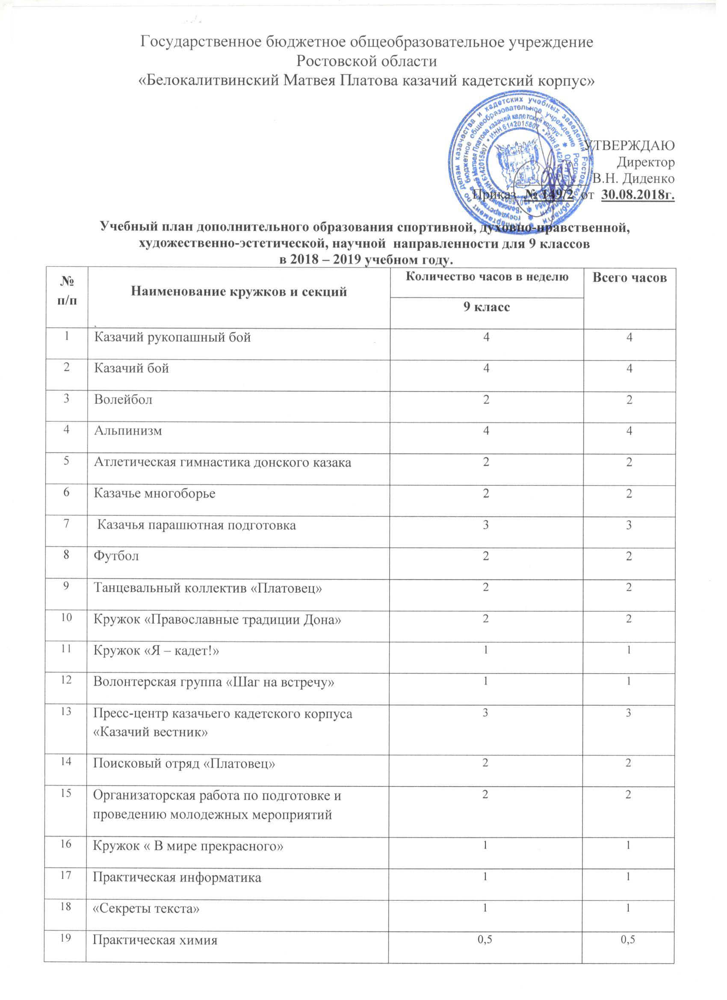 Государственное бюджетное общеобразовательное учреждение
Ростовской области
«Белокалитвинский Матвея Платова казачий кадетский корпус»
УТВЕРЖДАЮ
Директор
В.Н. Диденко
Приказ № 149/2 от 30.08.2018г.
по делам казачества и кадетских учебных заведений Ростовской области
бюджетное общеобразовательное учреждение Ростовской области
Матвея Платова казачий кадетский корпус"
ИНН 6142015807 • ИНН 6142015807
Учебный план дополнительного образования спортивной, духовно-нравственной,
художественно-эстетической, научной направленности для 9 классов
в 2018 – 2019 учебном году.
№ п/п Наименование кружков и секций Количество часов в неделю Всего часов
9 класс
1 Казачий рукопашный бой 4 4
2 Казачий бой 4 4
3 Волейбол 2 2
4 Альпинизм 4 4
5 Атлетическая гимнастика донского казака 2 2
6 Казачье многоборье 2 2
7 Казачья парашютная подготовка 3 3
8 Футбол 2 2
9 Танцевальный коллектив «Платовец» 2 2
10 Кружок «Православные традиции Дона» 2 2
11 Кружок «Я – кадет!» 1 1
12 Волонтерская группа «Шаг на встречу» 1 1
13 Пресс-центр казачьего кадетского корпуса 3 3
«Казачий вестник»
14 Поисковый отряд «Платовец» 2 2
15 Организаторская работа по подготовке и 2 2
проведению молодежных мероприятий
16 Кружок « В мире прекрасного» 1 1
17 Практическая информатика 1 1
18 «Секреты текста» 1 1
19 Практическая химия 0,5 0,5